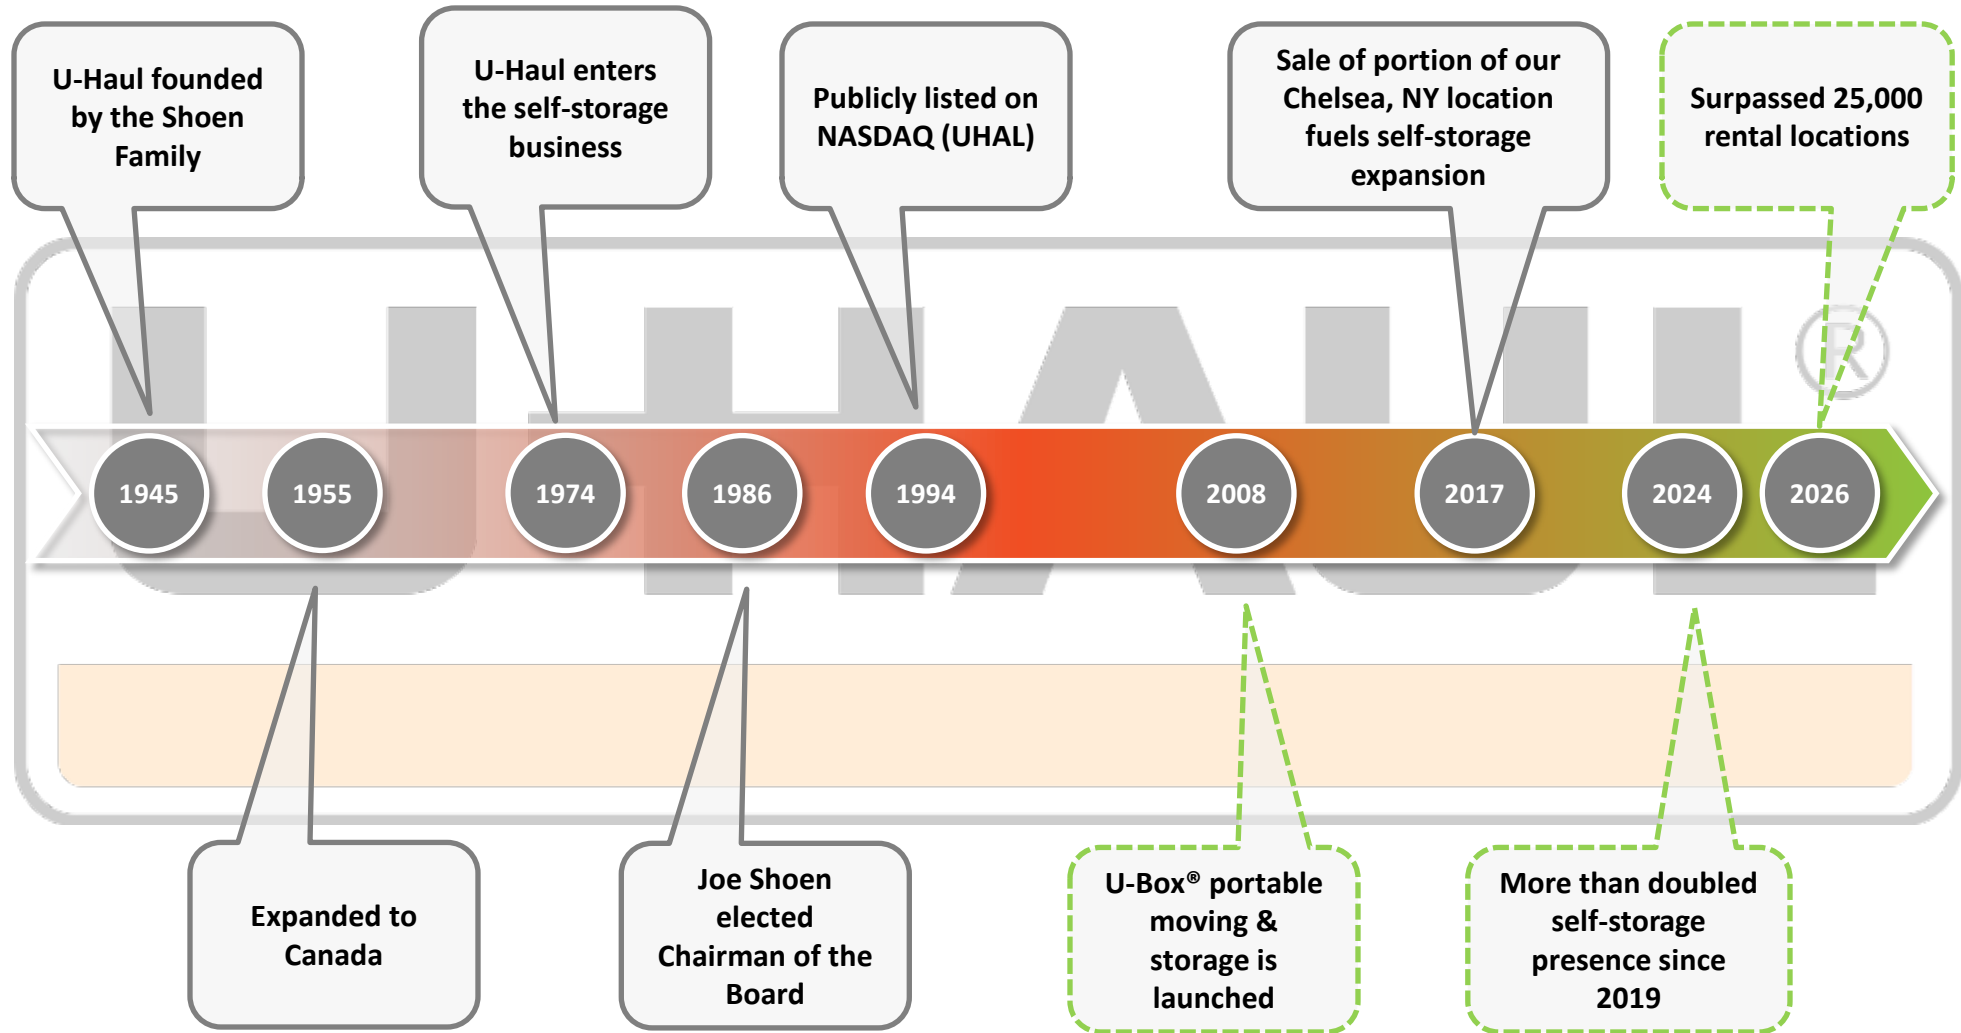 U-Haul founded
by the Shoen
Family
U-Haul enters
the self-storage
business
Publicly listed on
NASDAQ (UHAL)
Sale of portion of our
Chelsea, NY location
fuels self-storage
expansion
Surpassed 25,000
rental locations
U-HAUL®
1945
1955
1974
1986
1994
2008
2017
2024
2026
Expanded to
Canada
Joe Shoen
elected
Chairman of the
Board
U-Box® portable
moving &
storage is
launched
More than doubled
self-storage
presence since
2019